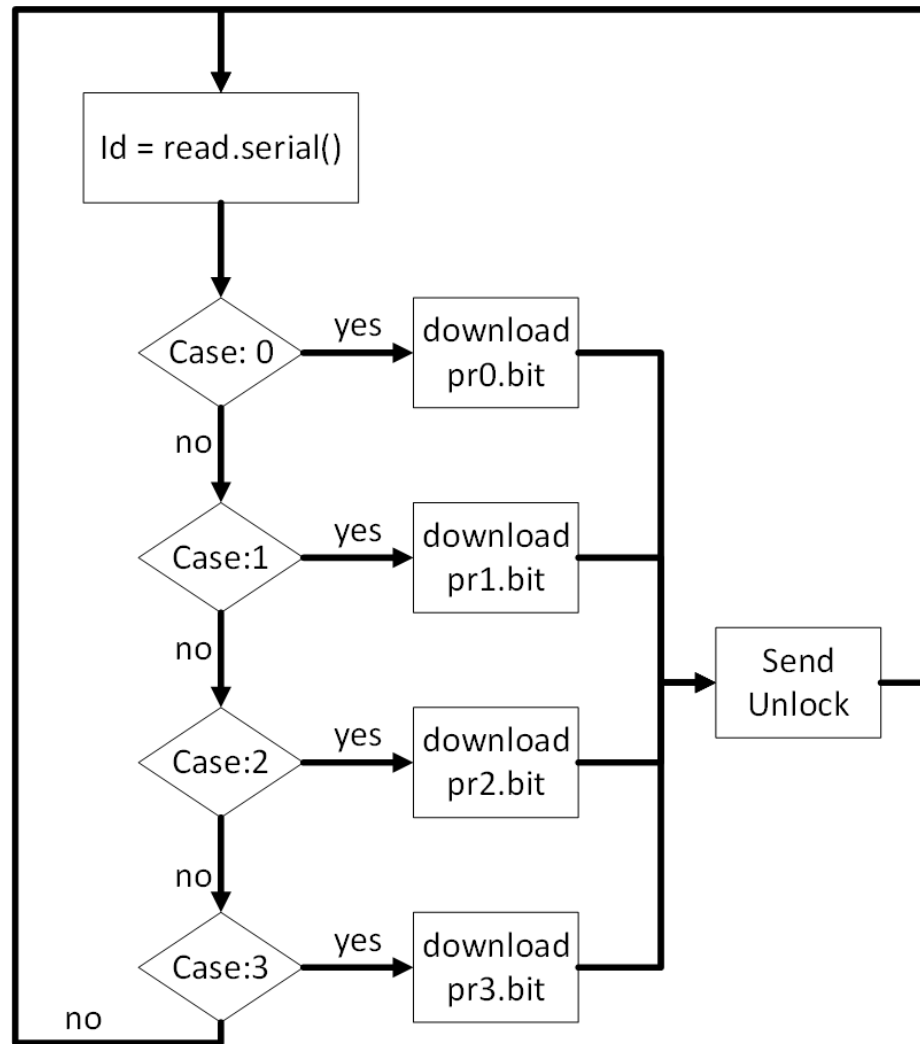 Id = read.serial()
Case: 0
yes
download
pr0.bit
no
Case:1
yes
download
pr1.bit
no
Send
Unlock
Case:2
yes
download
pr2.bit
no
Case:3
yes
download
pr3.bit
no